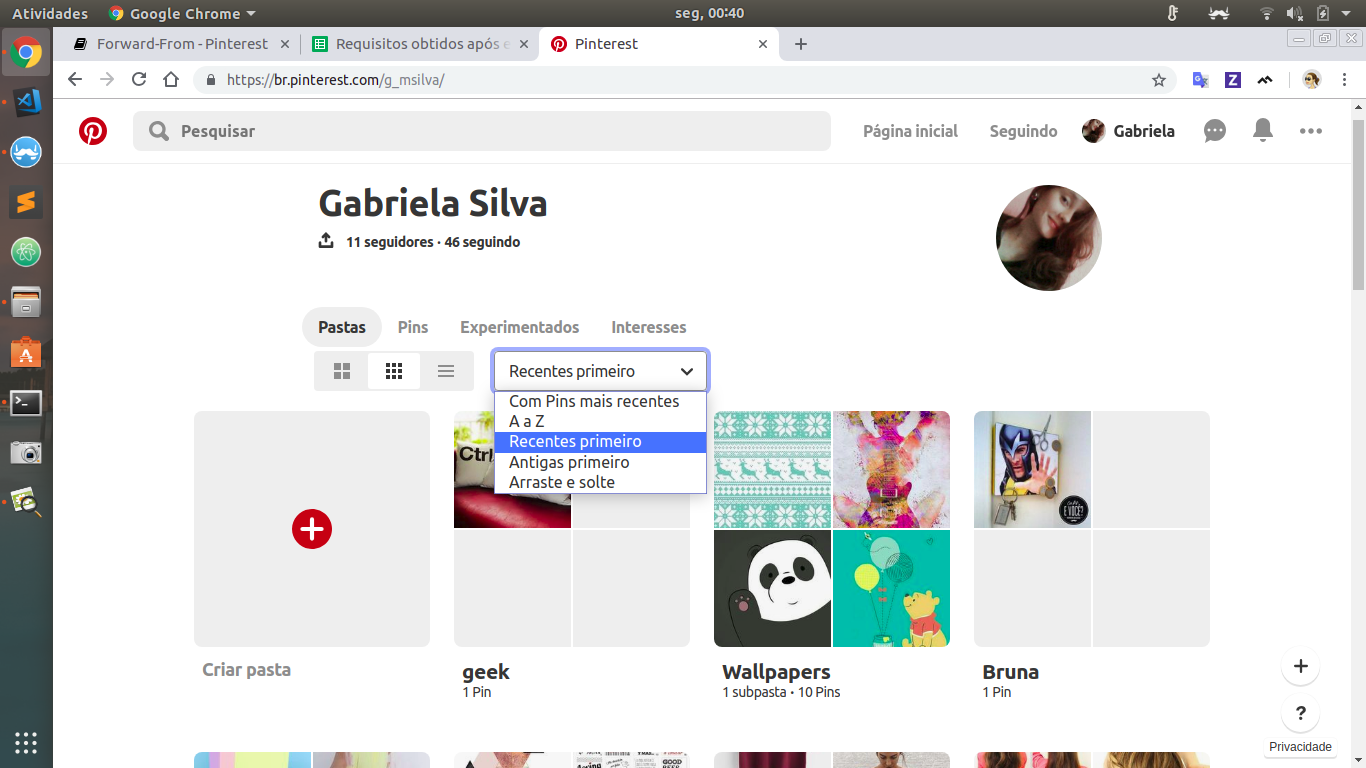 Atividades
Google Chrome
seg, 00:40
Forward-From - Pinterest
Requisitos obtidos após e
Pinterest
https://br.pinterest.com/g_msilva/
Pesquisar
Página inicial
Seguindo
Gabriela
Gabriela Silva
11 seguidores · 46 seguindo
Pastas
Pins
Experimentados
Interesses
Recentes primeiro
Com Pins mais recentes
A a Z
Recentes primeiro
Antigas primeiro
Arraste e solte
Ctrl
E VOCÊ?
Criar pasta
geek
1 Pin
Wallpapers
1 subpasta · 10 Pins
Bruna
1 Pin
GOOD
Privacidade